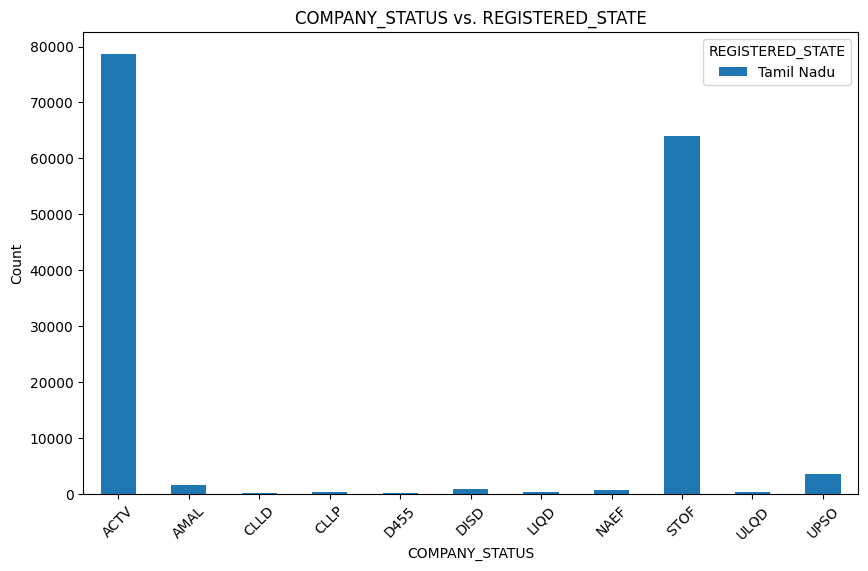 COMPANY_STATUS vs. REGISTERED_STATE
REGISTERED_STATE
Tamil Nadu
Count
80000
70000
60000
50000
40000
30000
20000
10000
0
ACTV
AMAL
CLLD
CLLP
D455
DISD
LIQD
NAEF
STOF
ULQD
UPSO
COMPANY_STATUS